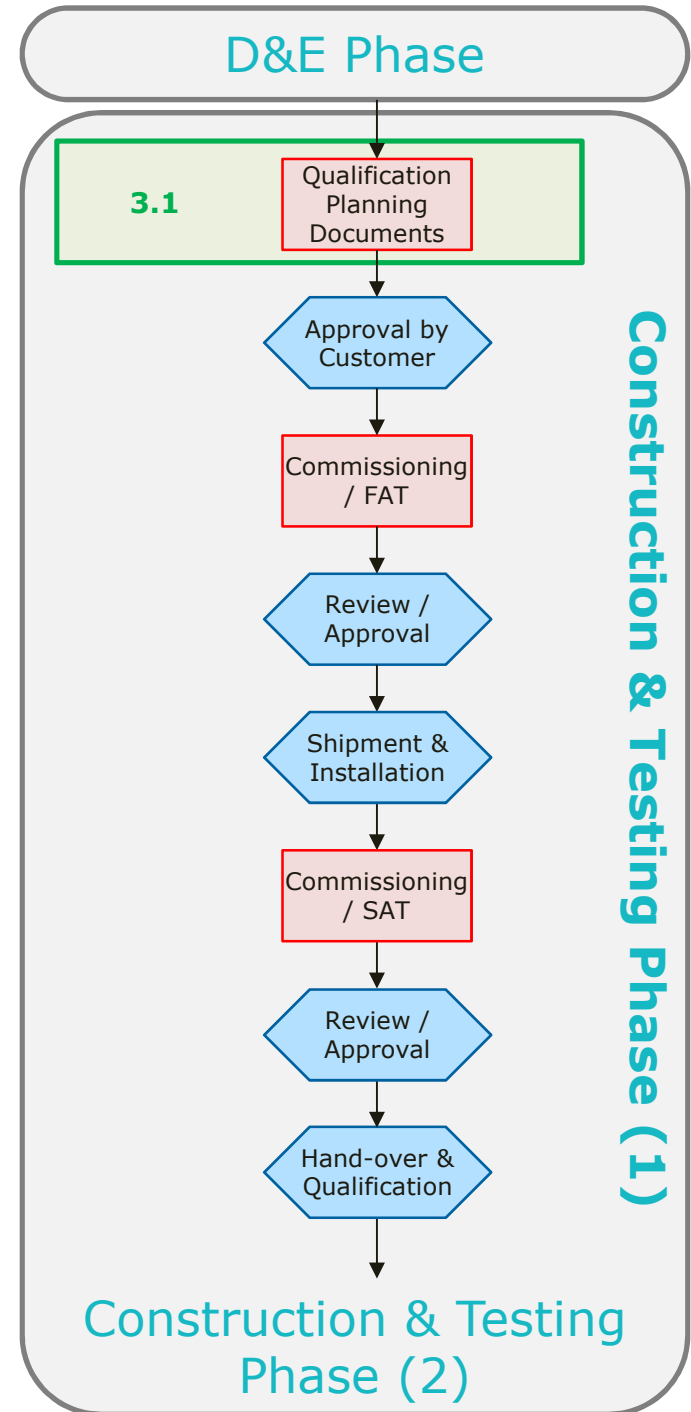 D&E Phase
3.1
Qualification
Planning
Documents
Approval by
Customer
Commissioning
/ FAT
Review /
Approval
Shipment &
Installation
Commissioning
/ SAT
Review /
Approval
Hand-over &
Qualification
Construction & Testing Phase (1)
Construction & Testing
Phase (2)